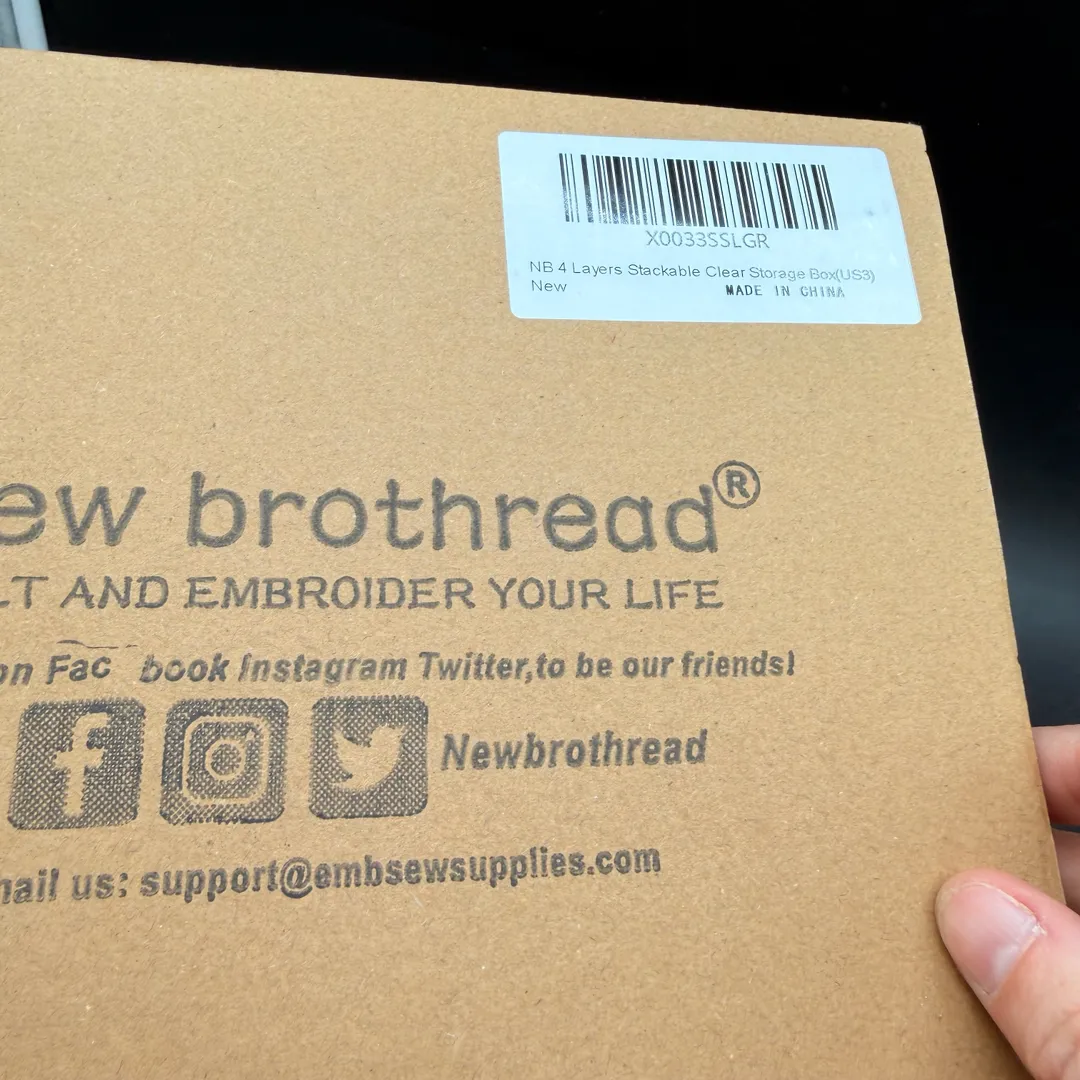 X0033SSLGR
NB 4 Layers Stackable Clear Storage Box(US3)
New
MADE IN CHINA
ew brothread®
LT AND EMBROIDER YOUR LIFE
on Fac book Instagram Twitter,to be our friends!
Newbrothread
mail us: support@embsewsupplies.com